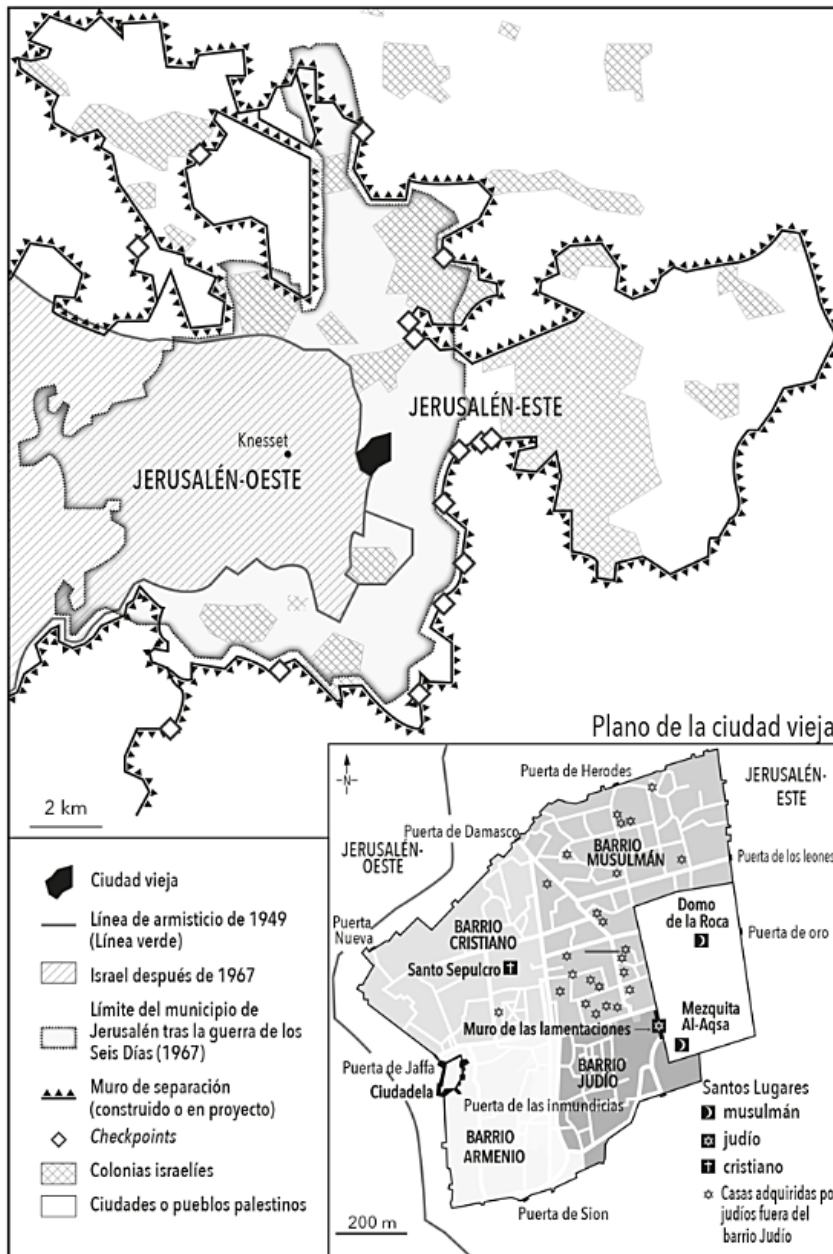 Knesset
JERUSALÉN-ESTE
JERUSALÉN-OESTE
2 km
Ciudad vieja
Línea de armisticio de 1949
(Línea verde)
Israel después de 1967
Límite del municipio de
Jerusalén tras la guerra de los
Seis Días (1967)
Muro de separación
(construido o en proyecto)
Checkpoints
Colonias israelíes
Ciudades o pueblos palestinos
Plano de la ciudad vieja
-N-
Puerta de Herodes
JERUSALÉN-
ESTE
Puerta de Damasco
JERUSALÉN-
OESTE
BARRIO
MUSULMÁN
Puerta de los leones
Puerta
Nueva
BARRIO
CRISTIANO
Domo
de la Roca
Puerta de oro
Santo Sepulcro
Muro de las lamentaciones
Mezquita
Al-Aqsa
Puerta de Jaffa
Ciudadela
BARRIO
JUDÍO
Puerta de las inmundicias
BARRIO
ARMENIO
Puerta de Sion
200 m
Santos Lugares
musulmán
judío
cristiano
Casas adquiridas po
judíos fuera del
barrio Judío